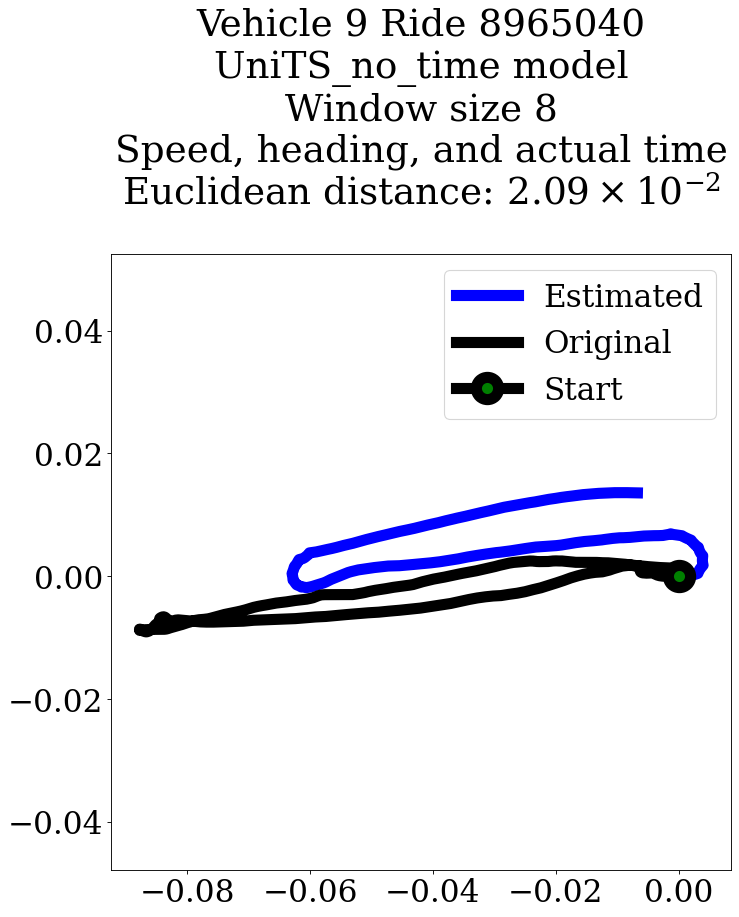 Vehicle 9 Ride 8965040
UniTS_no_time model
Window size 8
Speed, heading, and actual time
Euclidean distance: 2.09 × 10⁻²
Estimated
Original
Start
0.04
0.02
0.00
−0.02
−0.04
−0.08 −0.06 −0.04 −0.02 0.00